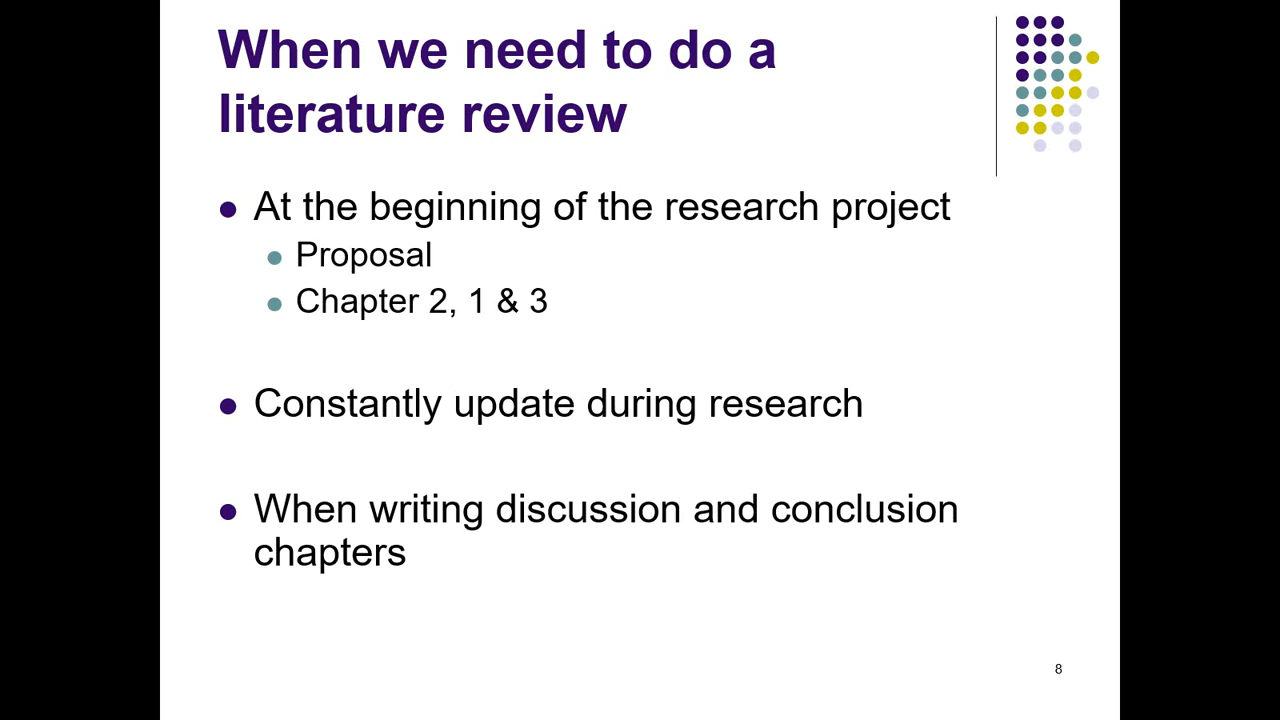 When we need to do a
literature review
At the beginning of the research project
Proposal
Chapter 2, 1 & 3
Constantly update during research
When writing discussion and conclusion
chapters
8